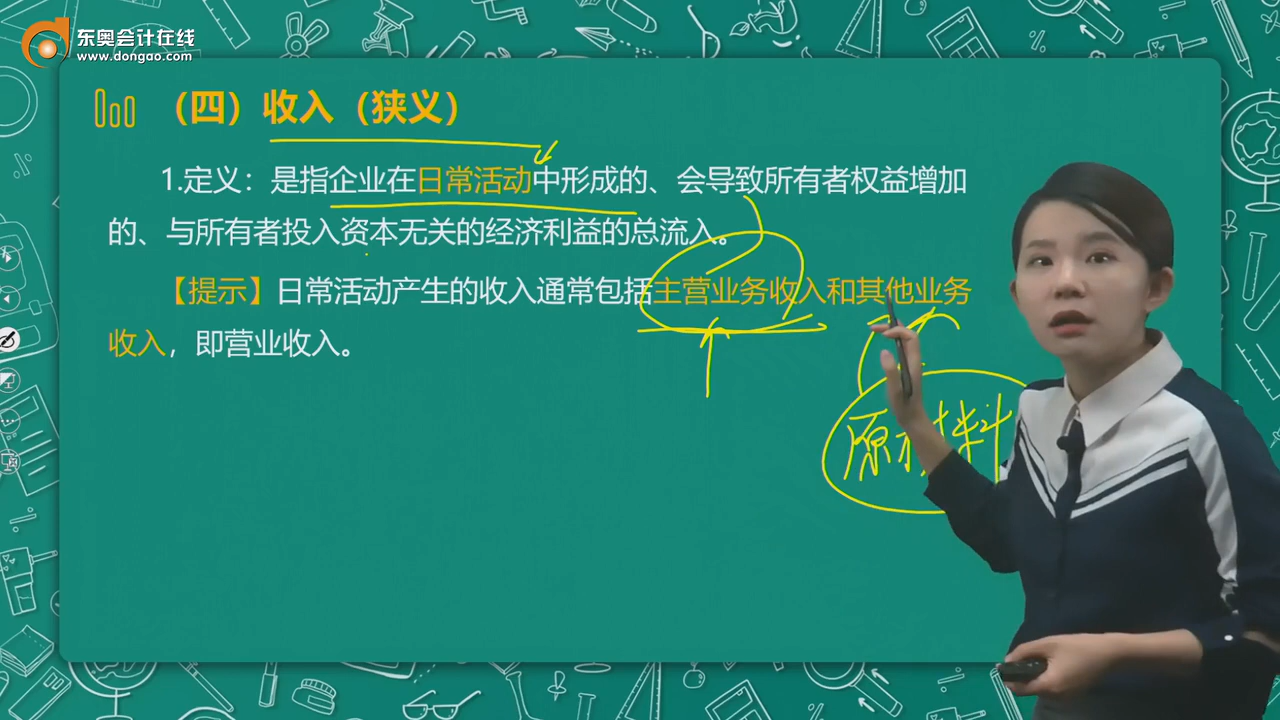 东奥会计在线
www.dongao.com
（四）收入（狭义）
1.定义：是指企业在日常活动中形成的、会导致所有者权益增加
的、与所有者投入资本无关的经济利益的总流入。
【提示】日常活动产生的收入通常包括主营业务收入和其他业务
收入，即营业收入。
原材料